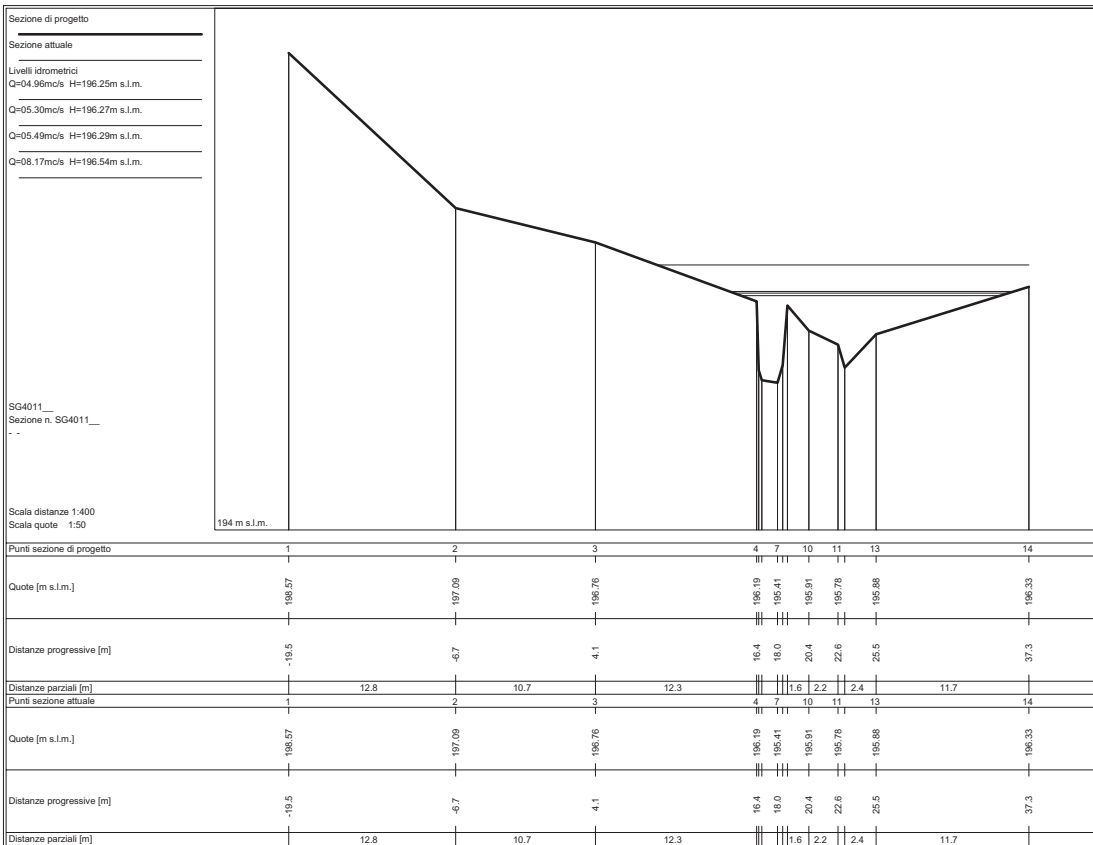 Sezione di progetto
Sezione attuale
Livelli idrometrici
Q=04.96mc/s H=196.25m s.l.m.
Q=05.30mc/s H=196.27m s.l.m.
Q=05.49mc/s H=196.29m s.l.m.
Q=08.17mc/s H=196.54m s.l.m.
SG4011__
Sezione n. SG4011__
- -
Scala distanze 1:400
Scala quote 1:50
194 m s.l.m.
Punti sezione di progetto 1 2 3 4 7 10 11 13 14
Quote [m s.l.m.] 198.57 197.09 196.76 196.19 195.41 195.91 195.78 195.88 196.33
Distanze progressive [m] -19.5 -6.7 4.1 16.4 18.0 20.4 22.6 25.5 37.3
Distanze parziali [m] 12.8 10.7 12.3 1.6 2.2 2.4 11.7
Punti sezione attuale 1 2 3 4 7 10 11 13 14
Quote [m s.l.m.] 198.57 197.09 196.76 196.19 195.41 195.91 195.78 195.88 196.33
Distanze progressive [m] -19.5 -6.7 4.1 16.4 18.0 20.4 22.6 25.5 37.3
Distanze parziali [m] 12.8 10.7 12.3 1.6 2.2 2.4 11.7